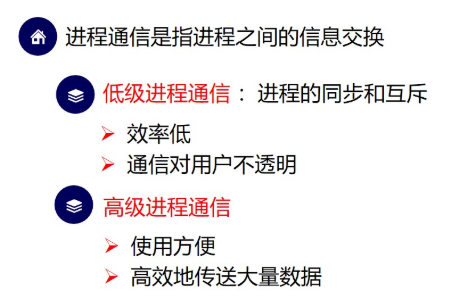 进程通信是指进程之间的信息交换
低级进程通信：进程的同步和互斥
效率低
通信对用户不透明
高级进程通信
使用方便
高效地传送大量数据